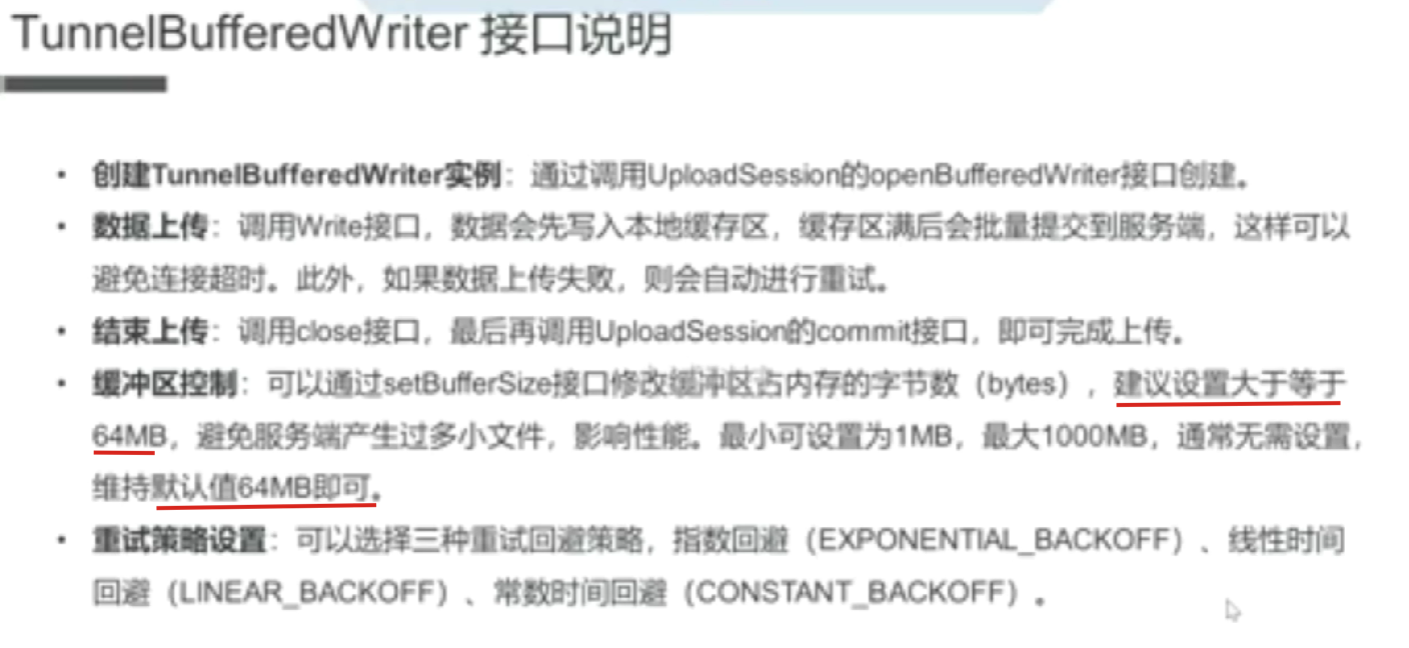 TunnelBufferedWriter 接口说明
• 创建TunnelBufferedWriter实例：通过调用UploadSession的openBufferedWriter接口创建。
• 数据上传：调用Write接口，数据会先写入本地缓存区，缓存区满后会批量提交到服务端，这样可以
避免连接超时。此外，如果数据上传失败，则会自动进行重试。
• 结束上传：调用close接口，最后再调用UploadSession的commit接口，即可完成上传。
• 缓冲区控制：可以通过setBufferSize接口修改缓冲区占内存的字节数（bytes），建议设置大于等于
64MB，避免服务端产生过多小文件，影响性能。最小可设置为1MB，最大1000MB，通常无需设置，
维持默认值64MB即可。
• 重试策略设置：可以选择三种重试回避策略，指数回避（EXPONENTIAL_BACKOFF）、线性时间
回避（LINEAR_BACKOFF）、常数时间回避（CONSTANT_BACKOFF）。